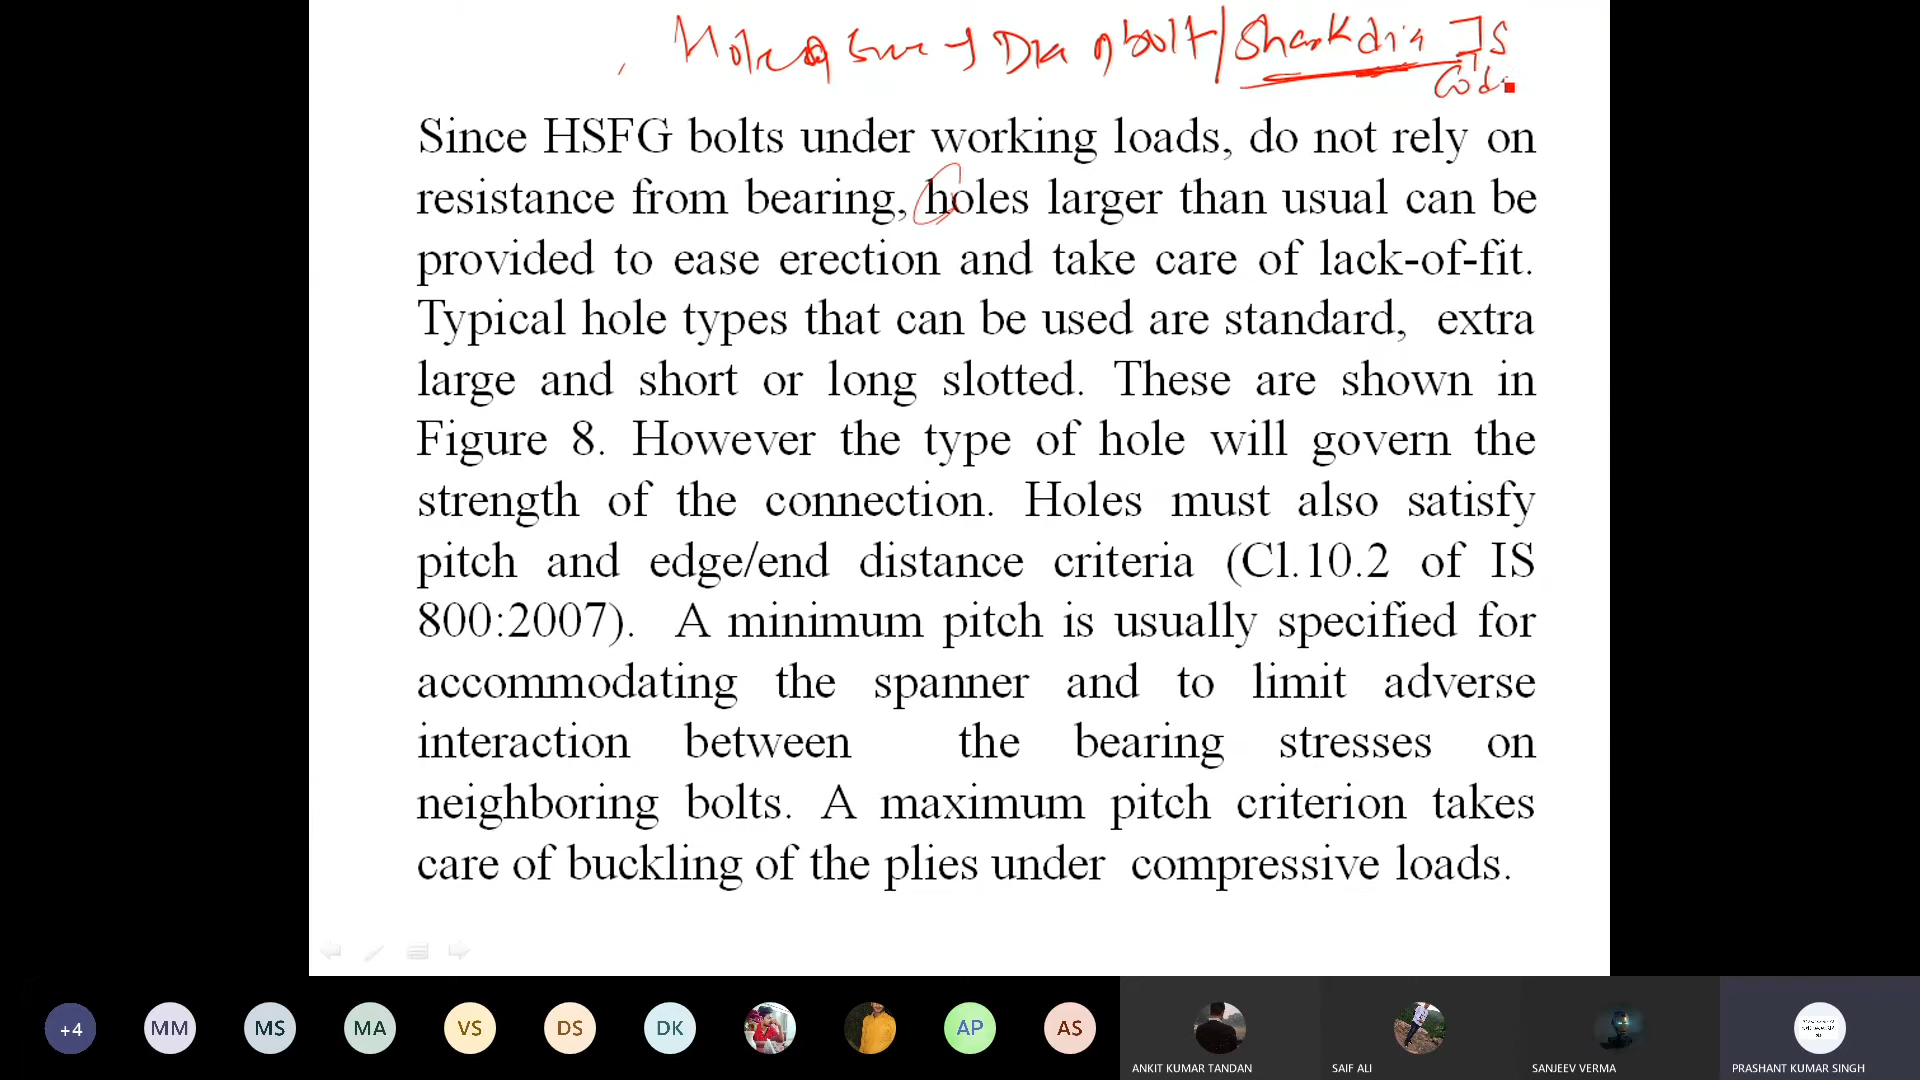 Hole size Dia of bolt/Shank dia IS
Code
Since HSFG bolts under working loads, do not rely on
resistance from bearing, holes larger than usual can be
provided to ease erection and take care of lack-of-fit.
Typical hole types that can be used are standard, extra
large and short or long slotted. These are shown in
Figure 8. However the type of hole will govern the
strength of the connection. Holes must also satisfy
pitch and edge/end distance criteria (Cl.10.2 of IS
800:2007). A minimum pitch is usually specified for
accommodating the spanner and to limit adverse
interaction between the bearing stresses on
neighboring bolts. A maximum pitch criterion takes
care of buckling of the plies under compressive loads.
+4 MM MS MA VS DS DK AP AS
ANKIT KUMAR TANDAN SAIF ALI SANJEEV VERMA PRASHANT KUMAR SINGH